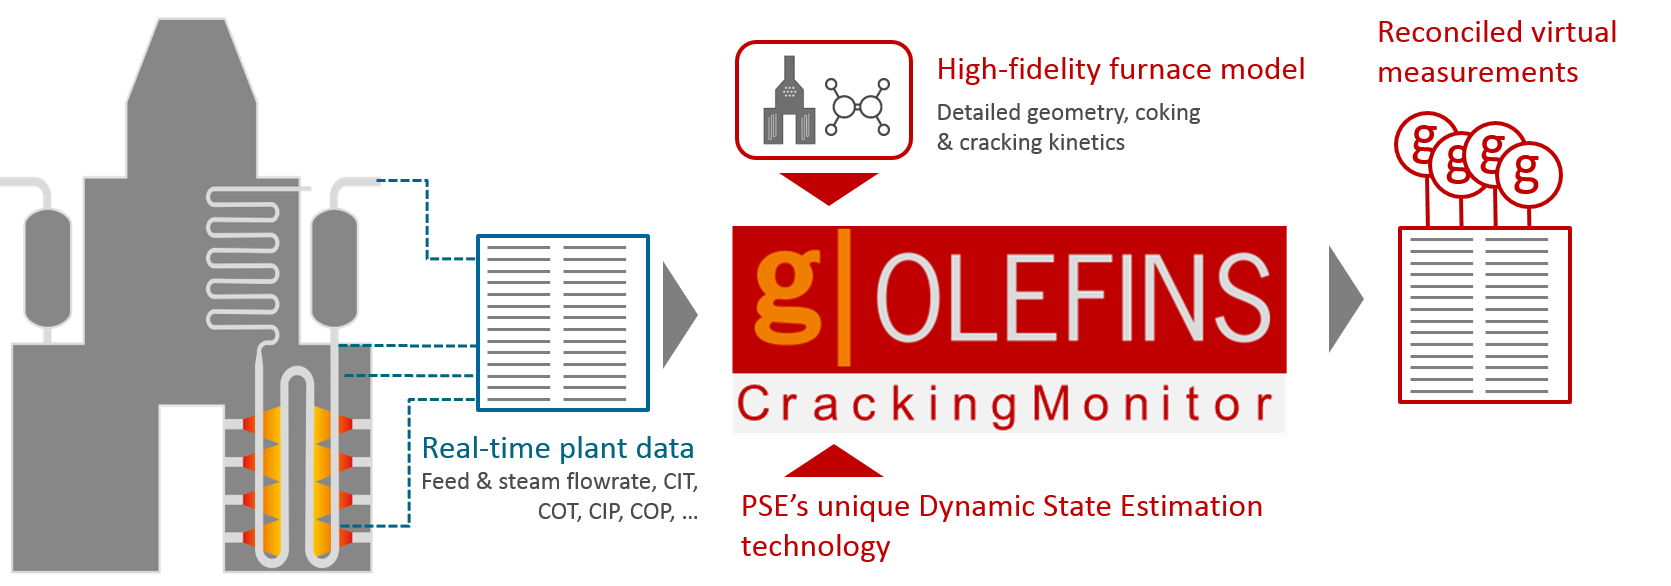 Reconciled virtual
measurements
High-fidelity furnace model
Detailed geometry, coking
& cracking kinetics
g g g g
g|OLEFINS
CrackingMonitor
Real-time plant data
Feed & steam flowrate, CIT,
COT, CIP, COP, ...
PSE's unique Dynamic State Estimation
technology